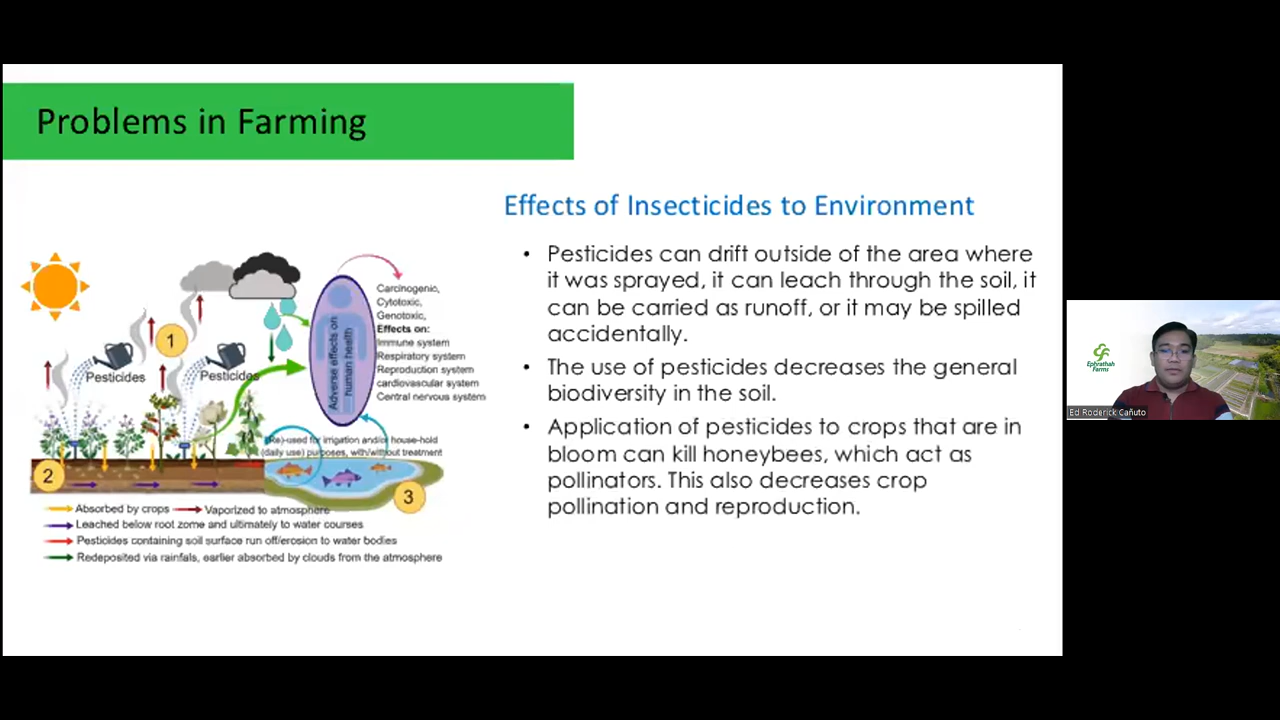 Problems in Farming
Effects of Insecticides to Environment
• Pesticides can drift outside of the area where
it was sprayed, it can leach through the soil, it
can be carried as runoff, or it may be spilled
accidentally.
• The use of pesticides decreases the general
biodiversity in the soil.
• Application of pesticides to crops that are in
bloom can kill honeybees, which act as
pollinators. This also decreases crop
pollination and reproduction.
1
Pesticides
Pesticides
Adverse effects on
human health
Carcinogenic,
Cytotoxic,
Genotoxic,
Effects on:
Immune system
Respiratory system
Reproduction system
cardiovascular system
Central nervous system
(Re)-used for irrigation and/or house-hold
(daily use) purposes, with/without treatment
2
3
Absorbed by crops
Vaporized to atmosphere
Leached below root zone and ultimately to water courses
Pesticides containing soil surface run off/erosion to water bodies
Redeposited via rainfals, earlier absorbed by clouds from the atmosphere
Ephrathah
Farms
Ed Roderick Cañuto